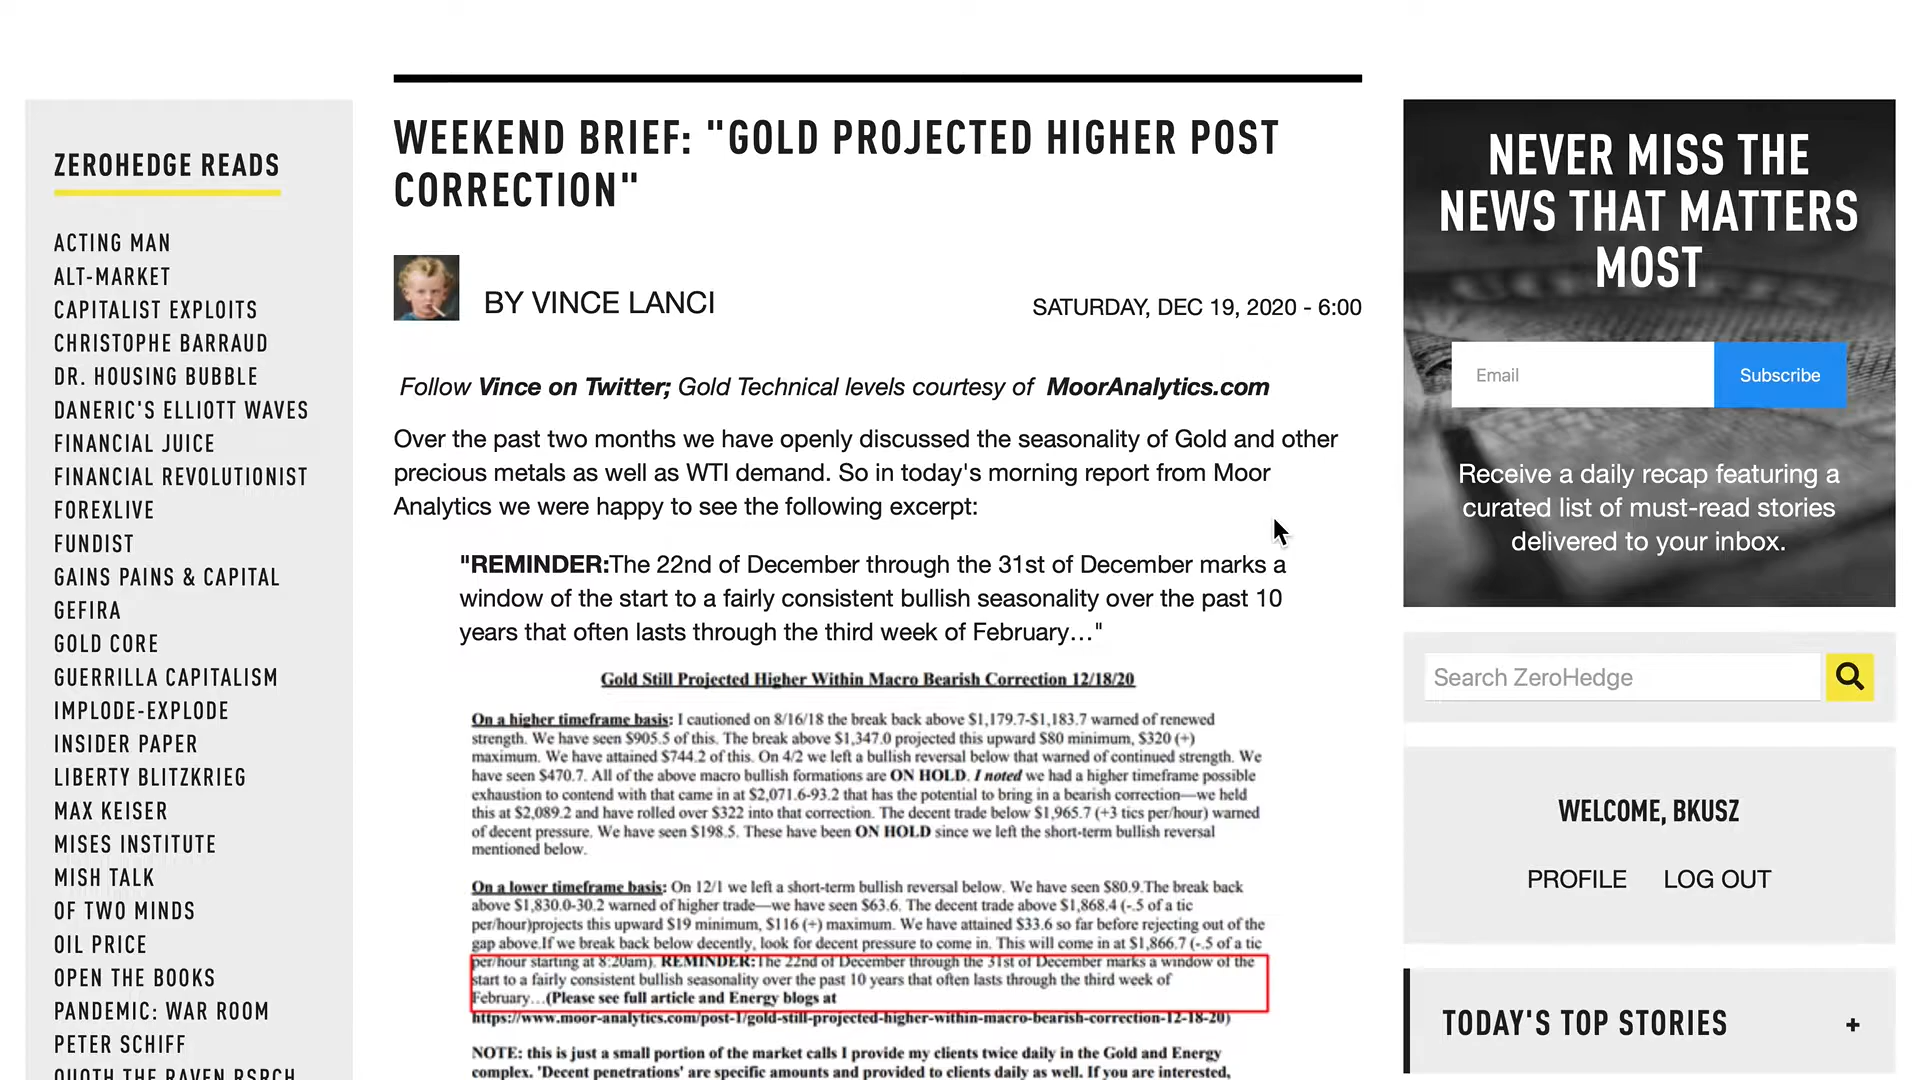 ZEROHEDGE READS
ACTING MAN
ALT-MARKET
CAPITALIST EXPLOITS
CHRISTOPHE BARRAUD
DR. HOUSING BUBBLE
DANERIC'S ELLIOTT WAVES
FINANCIAL JUICE
FINANCIAL REVOLUTIONIST
FOREXLIVE
FUNDIST
GAINS PAINS & CAPITAL
GEFIRA
GOLD CORE
GUERRILLA CAPITALISM
IMPLODE-EXPLODE
INSIDER PAPER
LIBERTY BLITZKRIEG
MAX KEISER
MISES INSTITUTE
MISH TALK
OF TWO MINDS
OIL PRICE
OPEN THE BOOKS
PANDEMIC: WAR ROOM
PETER SCHIFF
QUOTH THE RAVEN RSRCH
WEEKEND BRIEF: "GOLD PROJECTED HIGHER POST
CORRECTION"
BY VINCE LANCI
SATURDAY, DEC 19, 2020 - 6:00
Follow Vince on Twitter; Gold Technical levels courtesy of MoorAnalytics.com
Over the past two months we have openly discussed the seasonality of Gold and other
precious metals as well as WTI demand. So in today's morning report from Moor
Analytics we were happy to see the following excerpt:
"REMINDER:The 22nd of December through the 31st of December marks a
window of the start to a fairly consistent bullish seasonality over the past 10
years that often lasts through the third week of February…"
Gold Still Projected Higher Within Macro Bearish Correction 12/18/20
On a higher timeframe basis: I cautioned on 8/16/18 the break back above $1,179.7-$1,183.7 warned of renewed
strength. We have seen $905.5 of this. The break above $1,347.0 projected this upward $80 minimum, $320 (+)
maximum. We have attained $744.2 of this. On 4/2 we left a bullish reversal below that warned of continued strength. We
have seen $470.7. All of the above macro bullish formations are ON HOLD. I noted we had a higher timeframe possible
exhaustion to contend with that came in at $2,071.6-93.2 that has the potential to bring in a bearish correction—we held
this at $2,089.2 and have rolled over $322 into that correction. The decent trade below $1,965.7 (+3 tics per/hour) warned
of decent pressure. We have seen $198.5. These have been ON HOLD since we left the short-term bullish reversal
mentioned below.
On a lower timeframe basis: On 12/1 we left a short-term bullish reversal below. We have seen $80.9.The break back
above $1,830.0-30.2 warned of higher trade—we have seen $63.6. The decent trade above $1,868.4 (-.5 of a tic
per/hour)projects this upward $19 minimum, $116 (+) maximum. We have attained $33.6 so far before rejecting out of the
gap above.If we break back below decently, look for decent pressure to come in. This will come in at $1,866.7 (-.5 of a tic
per/hour starting at 8:20am). REMINDER:The 22nd of December through the 31st of December marks a window of the
start to a fairly consistent bullish seasonality over the past 10 years that often lasts through the third week of
February…(Please see full article and Energy blogs at
https://www.moor-analytics.com/post-1/gold-still-projected-higher-within-macro-bearish-correction-12-18-20)
NOTE: this is just a small portion of the market calls I provide my clients twice daily in the Gold and Energy
complex. 'Decent penetrations' are specific amounts and provided to clients daily as well. If you are interested,
NEVER MISS THE
NEWS THAT MATTERS
MOST
Email
Subscribe
Receive a daily recap featuring a
curated list of must-read stories
delivered to your inbox.
Search ZeroHedge
WELCOME, BKUSZ
PROFILE LOG OUT
TODAY'S TOP STORIES +